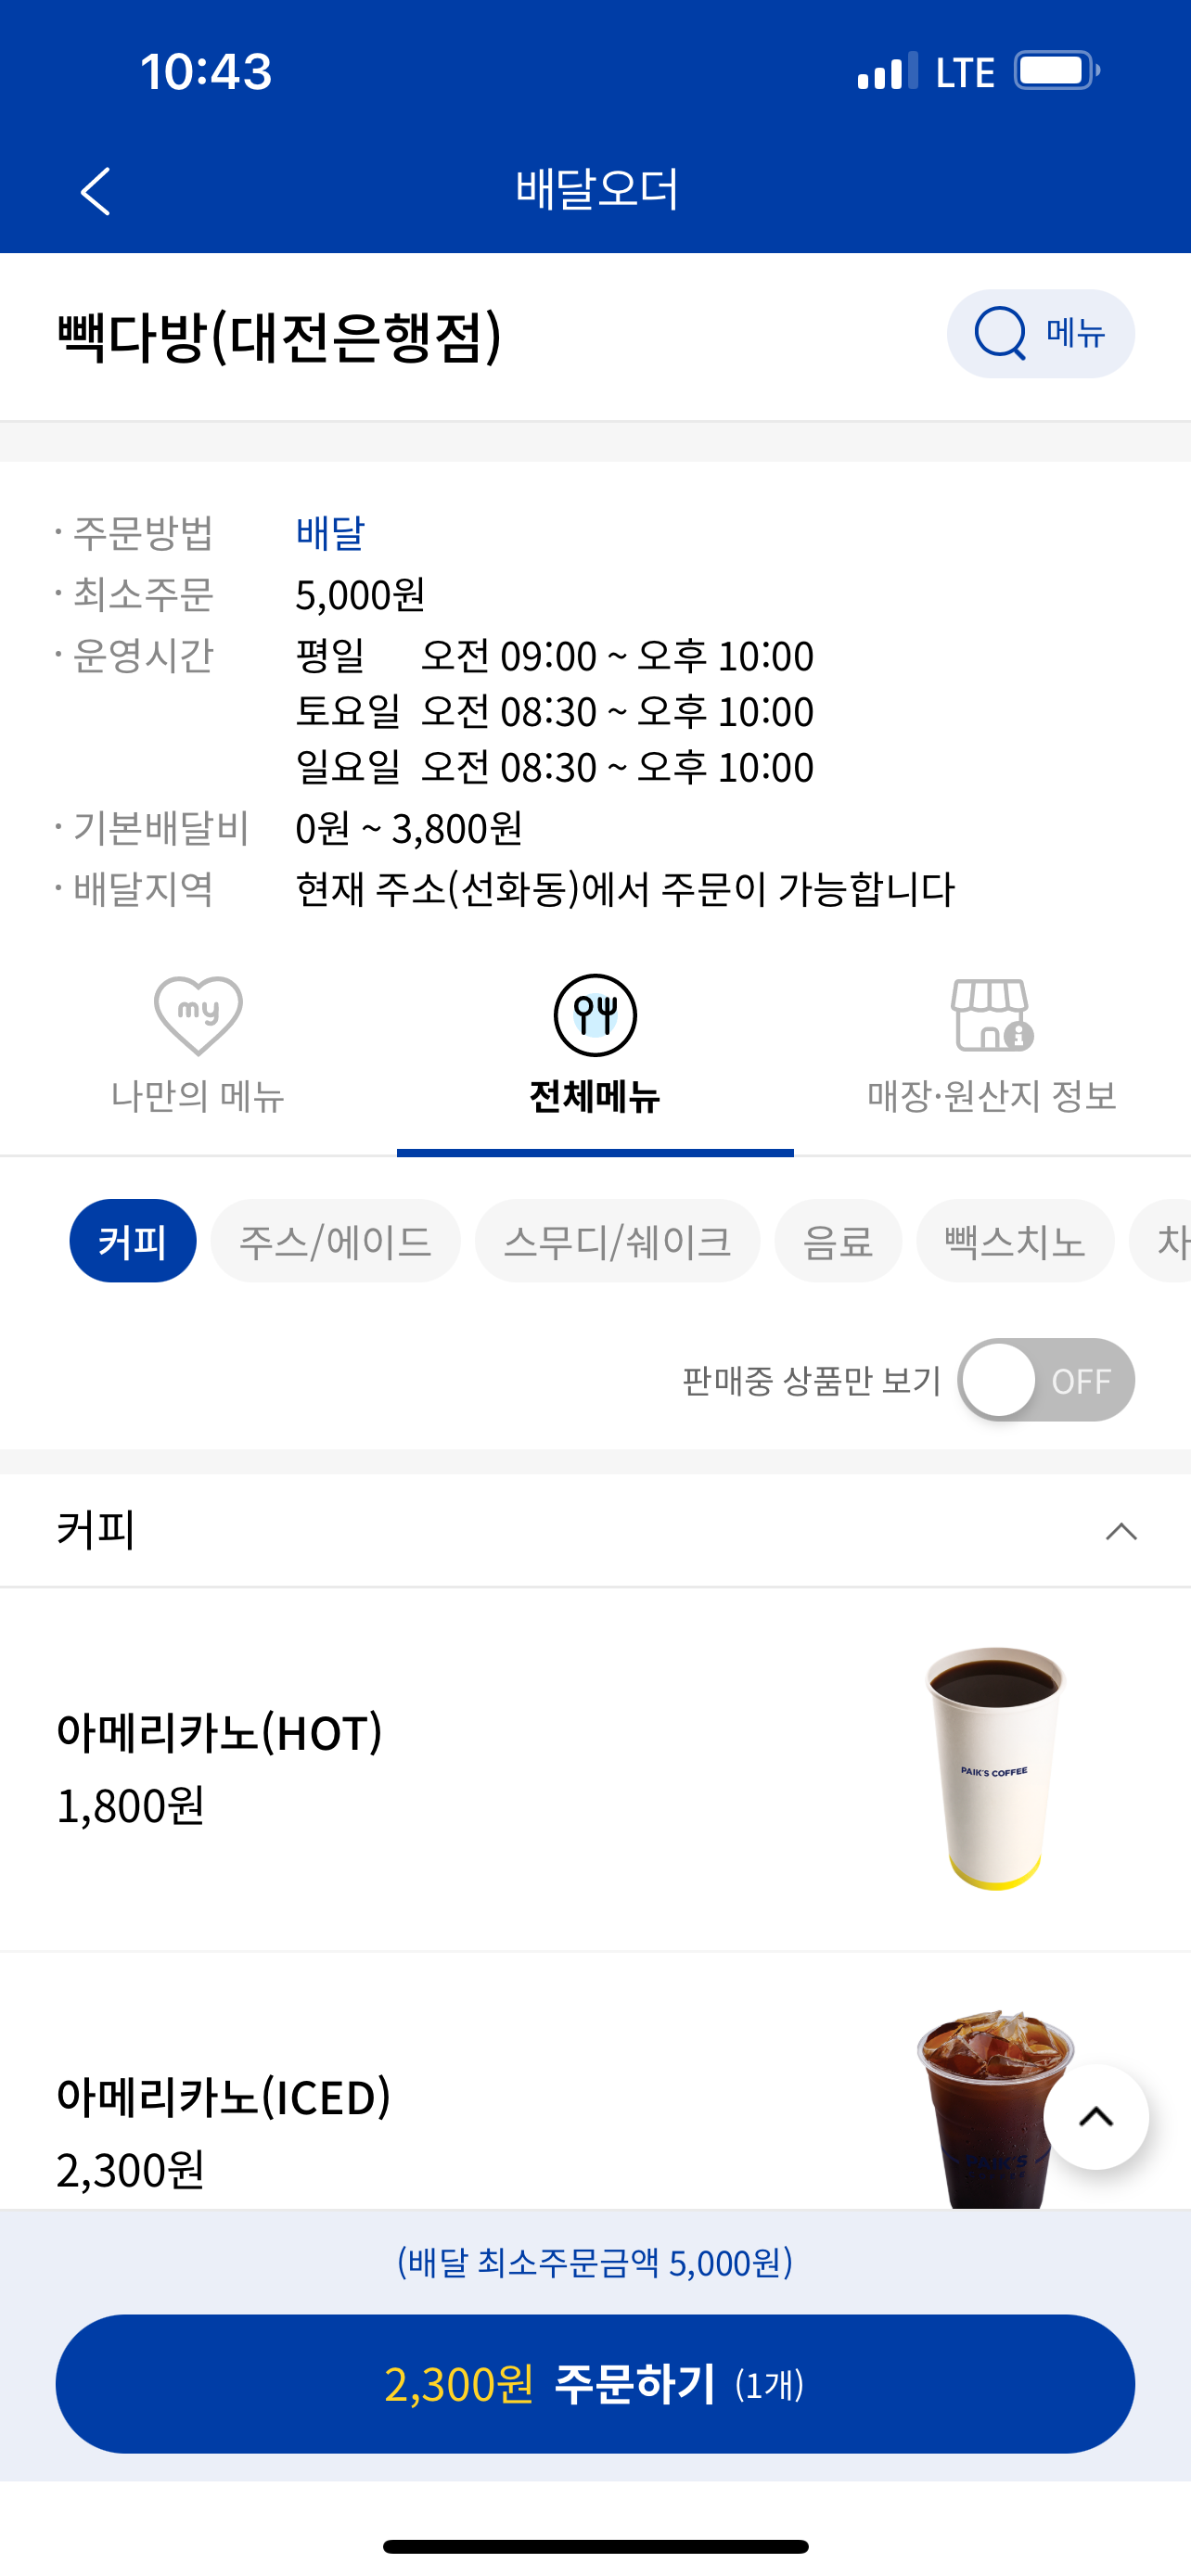 10:43 LTE
배달오더
빽다방(대전은행점) 메뉴
· 주문방법 배달
· 최소주문 5,000원
· 운영시간 평일 오전 09:00 ~ 오후 10:00
토요일 오전 08:30 ~ 오후 10:00
일요일 오전 08:30 ~ 오후 10:00
· 기본배달비 0원 ~ 3,800원
· 배달지역 현재 주소(선화동)에서 주문이 가능합니다
my
나만의 메뉴 전체메뉴 매장·원산지 정보
커피 주스/에이드 스무디/쉐이크 음료 빽스치노 차
판매중 상품만 보기 OFF
커피
아메리카노(HOT)
1,800원
PAIK'S COFFEE
아메리카노(ICED)
2,300원
PAIK'S
(배달 최소주문금액 5,000원)
2,300원 주문하기 (1개)